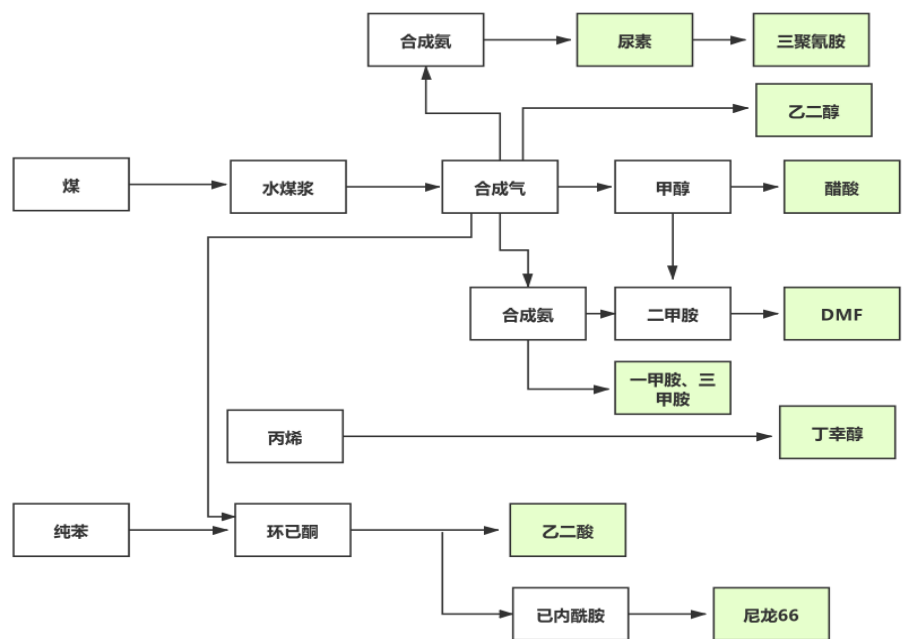 合成氨
尿素
三聚氰胺
乙二醇
煤
水煤浆
合成气
甲醇
醋酸
合成氨
二甲胺
DMF
一甲胺、三
甲胺
丙烯
丁幸醇
纯苯
环已酮
乙二酸
已内酰胺
尼龙66